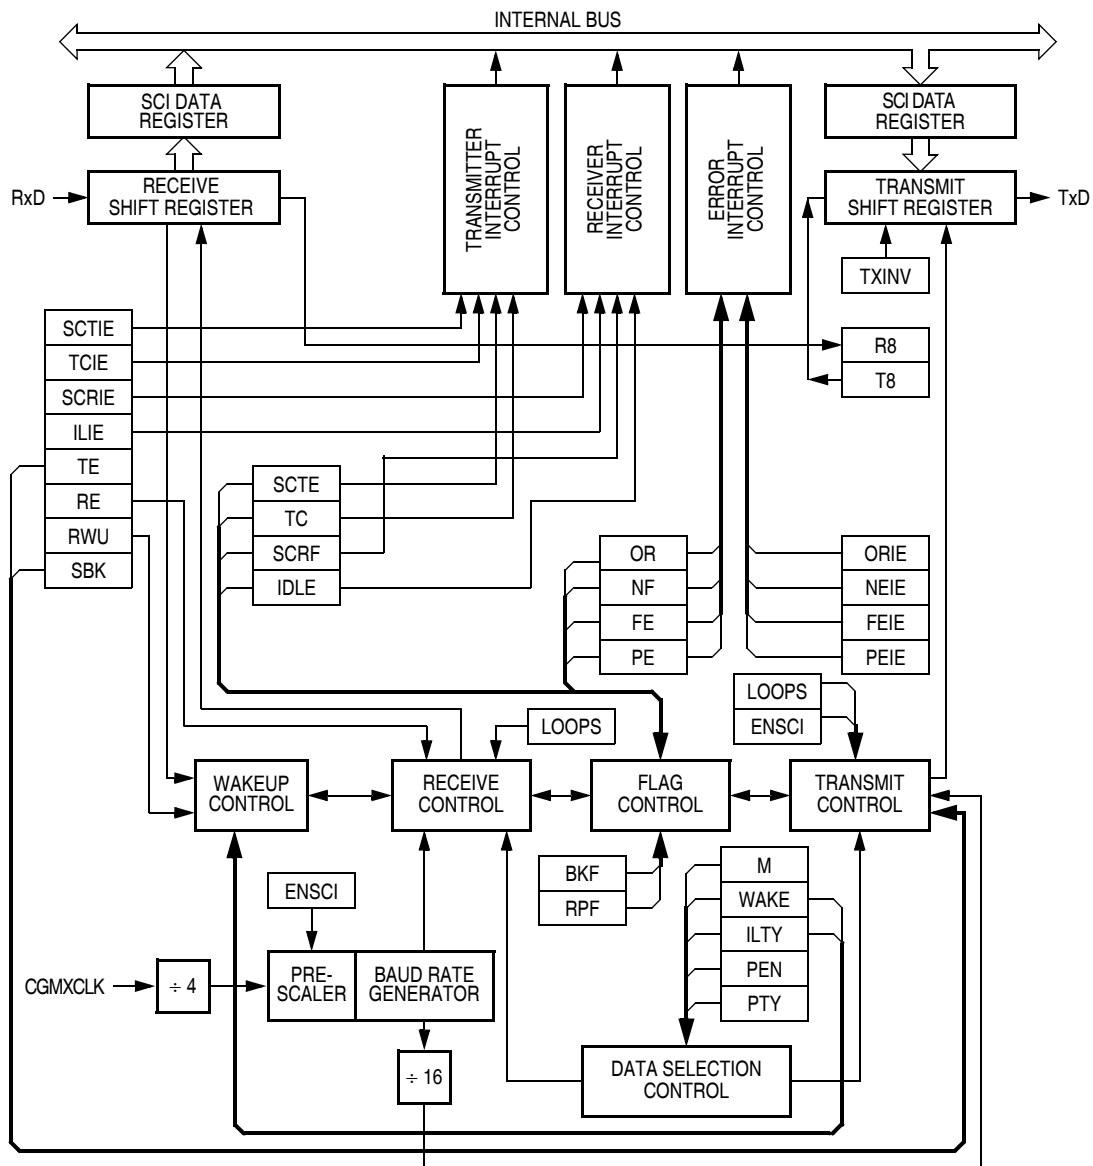 INTERNAL BUS
SCI DATA
REGISTER
TRANSMITTER
INTERRUPT
CONTROL
RECEIVER
INTERRUPT
CONTROL
ERROR
INTERRUPT
CONTROL
SCI DATA
REGISTER
RxD
RECEIVE
SHIFT REGISTER
TRANSMIT
SHIFT REGISTER
TxD
TXINV
SCTIE
TCIE
SCRIE
ILIE
TE
RE
RWU
SBK
R8
T8
SCTE
TC
SCRF
IDLE
OR
NF
FE
PE
ORIE
NEIE
FEIE
PEIE
LOOPS
LOOPS
ENSCI
WAKEUP
CONTROL
RECEIVE
CONTROL
FLAG
CONTROL
TRANSMIT
CONTROL
BKF
RPF
M
WAKE
ILTY
PEN
PTY
ENSCI
CGMXCLK
÷ 4
PRE-
SCALER
BAUD RATE
GENERATOR
÷ 16
DATA SELECTION
CONTROL